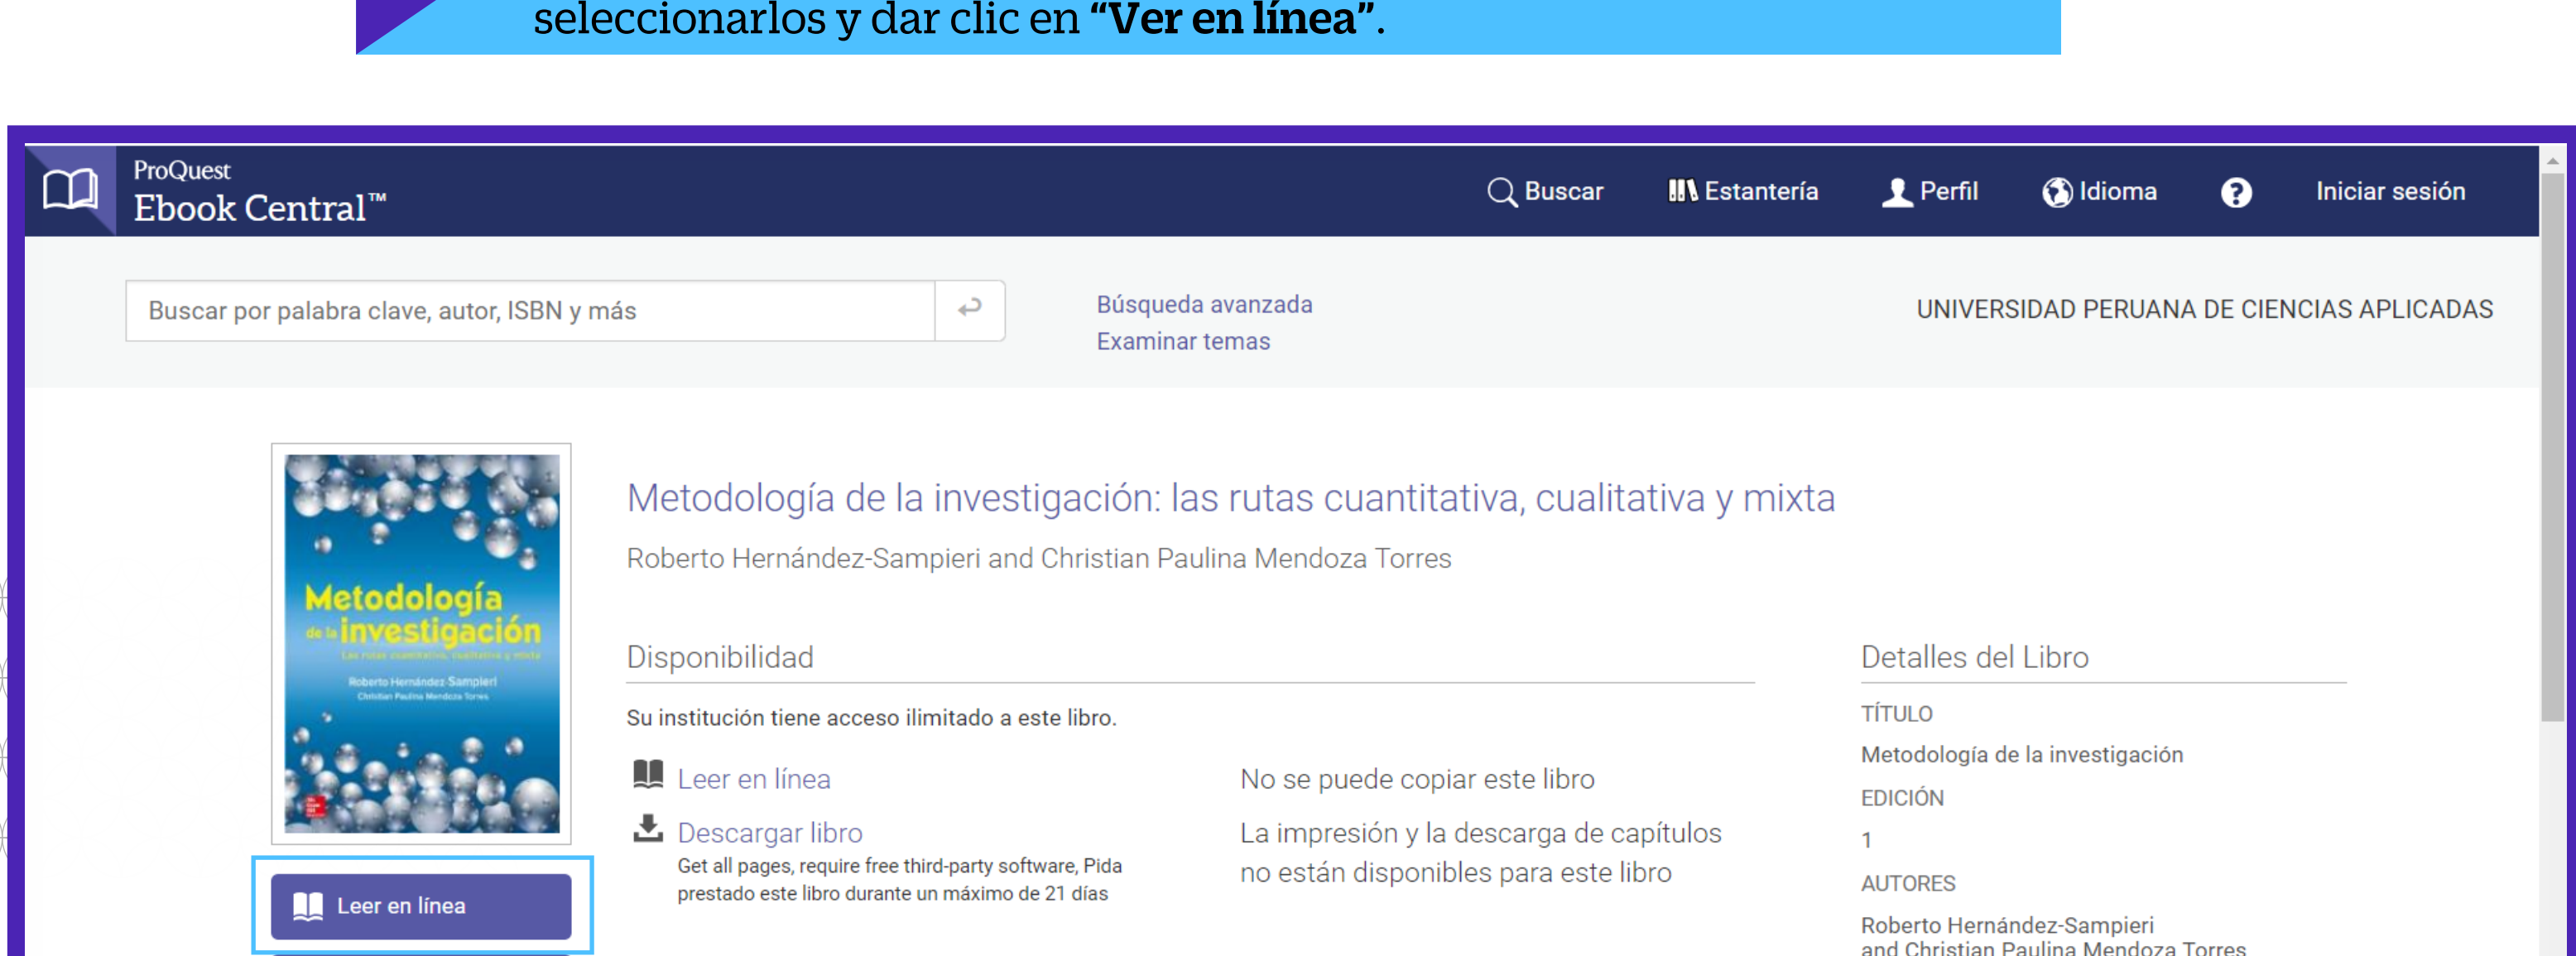 seleccionarlos y dar clic en “Ver en línea”.
ProQuest
Ebook Central™
Buscar
Estantería
Perfil
Idioma
?
Iniciar sesión
Buscar por palabra clave, autor, ISBN y más
Búsqueda avanzada
Examinar temas
UNIVERSIDAD PERUANA DE CIENCIAS APLICADAS
Metodología
de la investigación
Las rutas cuantitativa, cualitativa y mixta
Roberto Hernández-Sampieri
Christian Paulina Mendoza Torres
Leer en línea
Metodología de la investigación: las rutas cuantitativa, cualitativa y mixta
Roberto Hernández-Sampieri and Christian Paulina Mendoza Torres
Disponibilidad
Su institución tiene acceso ilimitado a este libro.
Leer en línea
Descargar libro
Get all pages, require free third-party software, Pida
prestado este libro durante un máximo de 21 días
No se puede copiar este libro
La impresión y la descarga de capítulos
no están disponibles para este libro
Detalles del Libro
TÍTULO
Metodología de la investigación
EDICIÓN
1
AUTORES
Roberto Hernández-Sampieri
and Christian Paulina Mendoza Torres